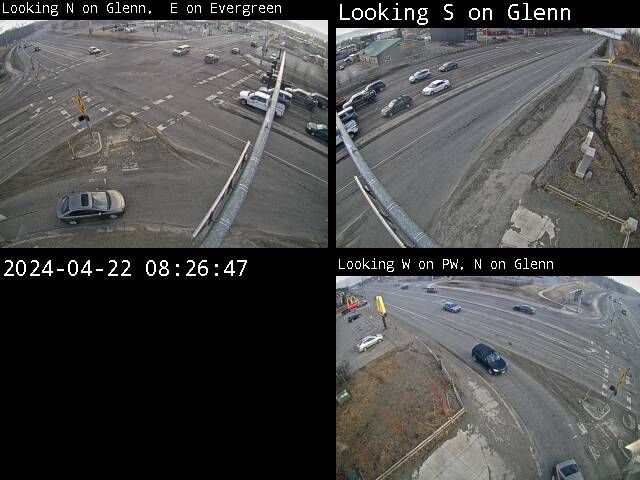 Looking N on Glenn,  E on Evergreen
Looking S on Glenn
2024-04-22 08:26:47
Looking W on PW, N on Glenn